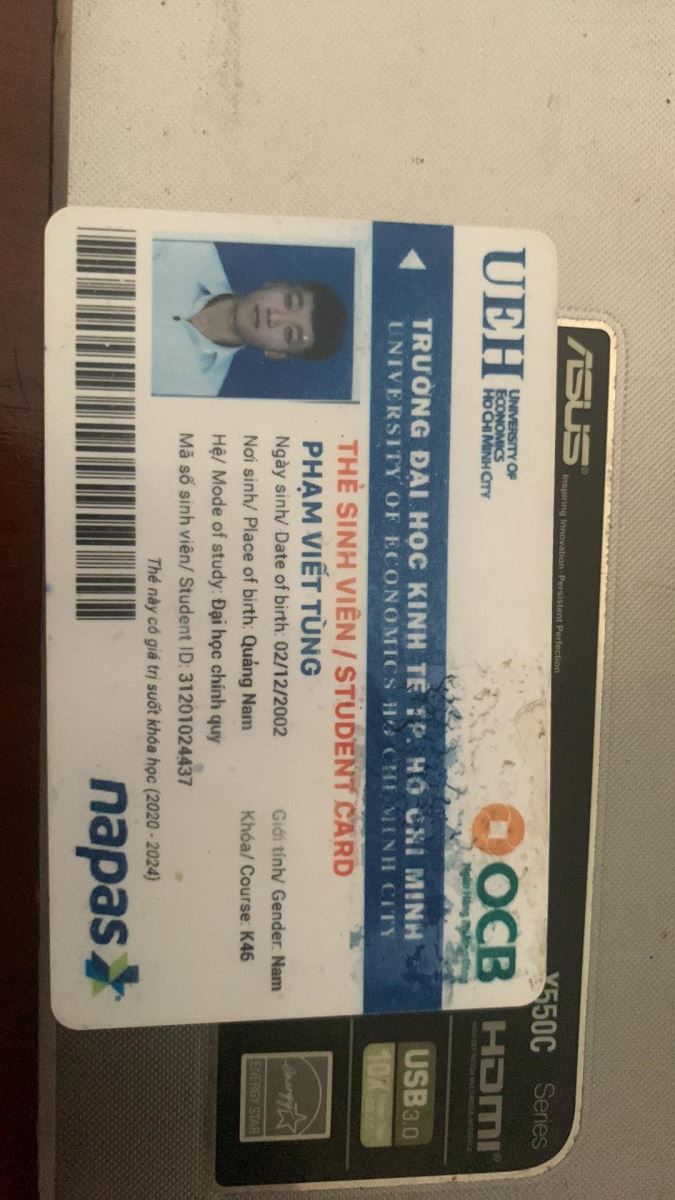 UEH
UNIVERSITY OF
ECONOMICS
HO CHI MINH CITY
OCB
TRƯỜNG ĐẠI HỌC KINH TẾ TP. HỒ CHÍ MINH
UNIVERSITY OF ECONOMICS HO CHI MINH CITY
THẺ SINH VIÊN / STUDENT CARD
PHẠM VIẾT TÙNG
Ngày sinh/ Date of birth: 02/12/2002 Giới tính/ Gender: Nam
Nơi sinh/ Place of birth: Quảng Nam Khóa/ Course: K46
Hệ/ Mode of study: Đại học chính quy
Mã số sinh viên/ Student ID: 31201024437
Thẻ này có giá trị suốt khóa học (2020 - 2024)
napas
ASUS
Inspiring Innovation · Persistent Perfection
X550C Series
HDMI
USB 3.0
10X
energy
ENERGY STAR